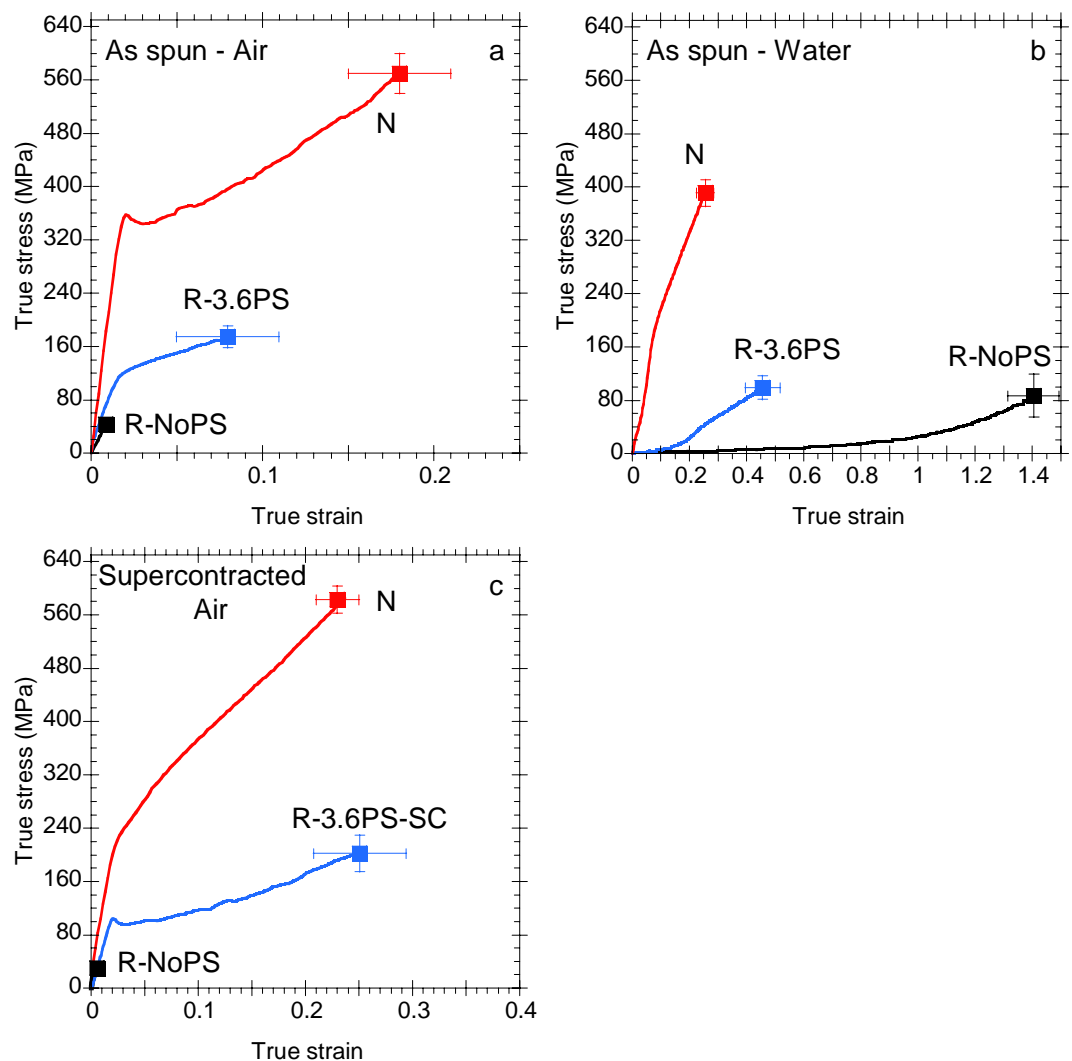 As spun - Air
a
True stress (MPa)
640
560
480
400
320
240
160
80
0
N
R-3.6PS
R-NoPS
0
0.1
0.2
True strain
As spun - Water
b
True stress (MPa)
640
560
480
400
320
240
160
80
0
N
R-3.6PS
R-NoPS
0
0.2
0.4
0.6
0.8
1
1.2
1.4
True strain
Supercontracted
Air
c
True stress (MPa)
640
560
480
400
320
240
160
80
0
N
R-3.6PS-SC
R-NoPS
0
0.1
0.2
0.3
0.4
True strain